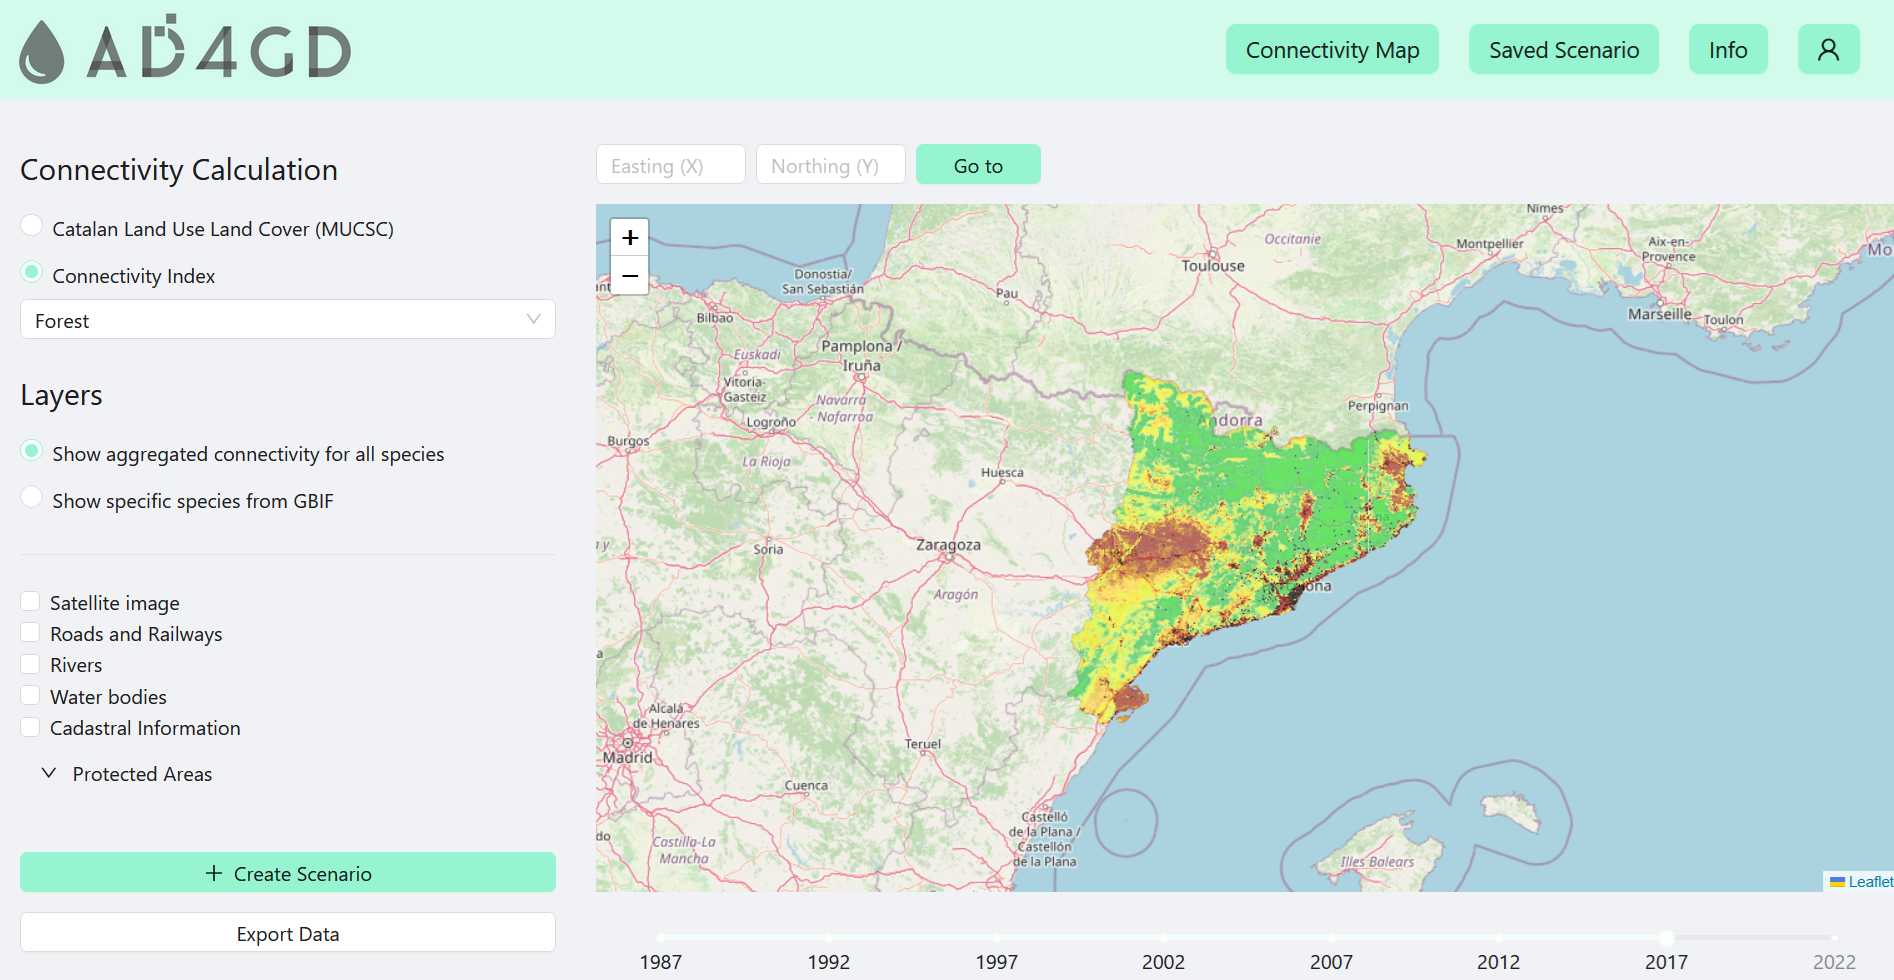 AD4GD
Connectivity Map
Saved Scenario
Info
Connectivity Calculation
Catalan Land Use Land Cover (MUCSC)
Connectivity Index
Forest
Layers
Show aggregated connectivity for all species
Show specific species from GBIF
Satellite image
Roads and Railways
Rivers
Water bodies
Cadastral Information
Protected Areas
+ Create Scenario
Export Data
Easting (X)
Northing (Y)
Go to
+
−
Nîmes
Occitanie
Montpellier
Aix-en-
Provence
Toulouse
Donostia/
San Sebastián
Pau
Bilbao
Marseille
Toulon
Pamplona /
Iruña
Euskadi
Vitoria-
Gasteiz
Navarra
- Nafarroa
Perpignan
Logroño
Andorra
Burgos
La Rioja
Huesca
Soria
Zaragoza
Aragón
Alcalá
de Henares
Madrid
Teruel
Cuenca
Castelló
de la Plana /
Castellón
de la Plana
Castilla-La
Mancha
Illes Balears
Leaflet
1987
1992
1997
2002
2007
2012
2017
2022